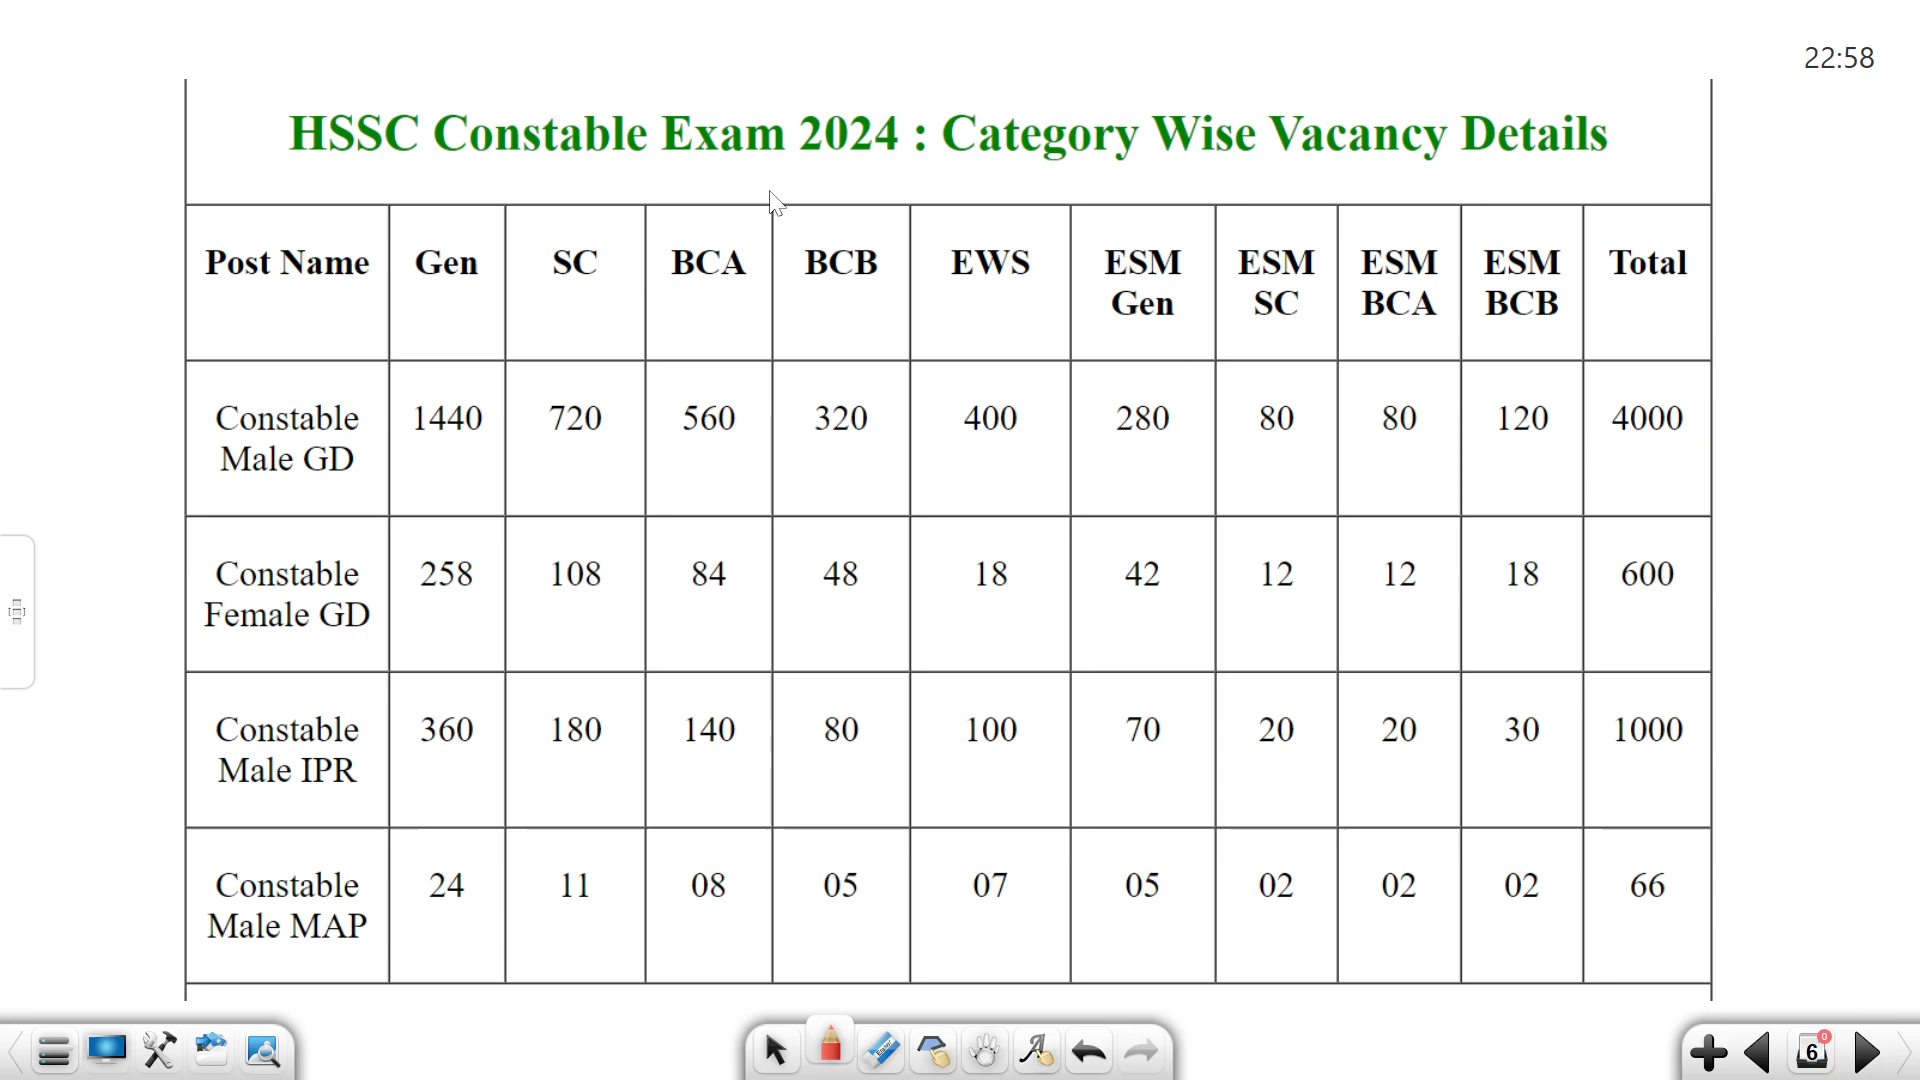 22:58
HSSC Constable Exam 2024 : Category Wise Vacancy Details
Post Name Gen SC BCA BCB EWS ESM Gen ESM SC ESM BCA ESM BCB Total
Constable Male GD 1440 720 560 320 400 280 80 80 120 4000
Constable Female GD 258 108 84 48 18 42 12 12 18 600
Constable Male IPR 360 180 140 80 100 70 20 20 30 1000
Constable Male MAP 24 11 08 05 07 05 02 02 02 66
6
0